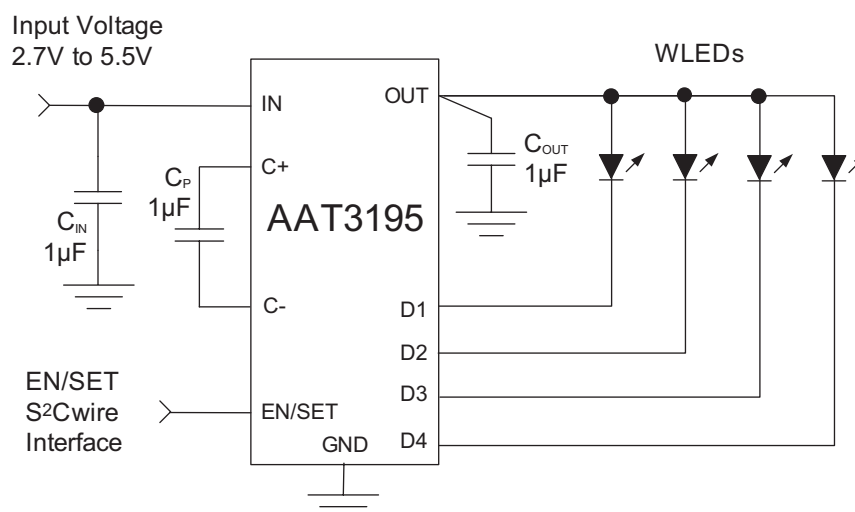 Input Voltage
2.7V to 5.5V
WLEDs
IN
OUT
C+
C_P
1µF
C_IN
1µF
C_OUT
1µF
AAT3195
C-
D1
D2
D3
D4
EN/SET
S²Cwire
Interface
EN/SET
GND